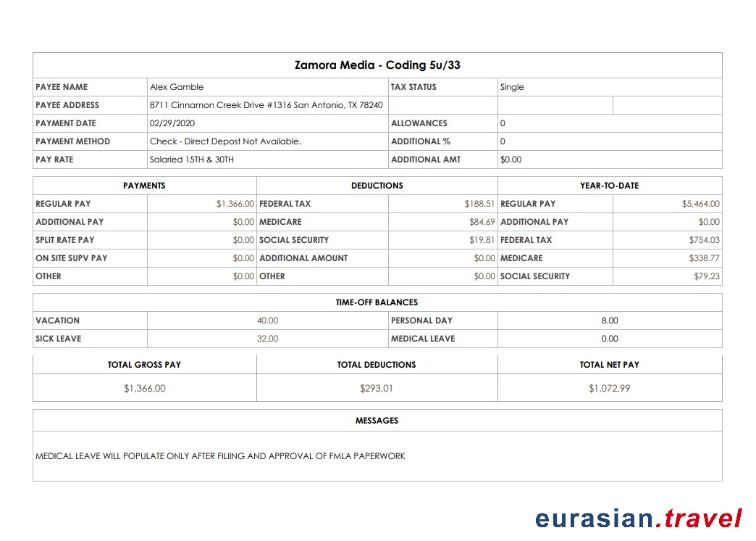 Zamora Media - Coding 5u/33
PAYEE NAME Alex Gamble TAX STATUS Single
PAYEE ADDRESS 8711 Cinnamon Creek Drive #1316 San Antonio, TX 78240
PAYMENT DATE 02/29/2020 ALLOWANCES 0
PAYMENT METHOD Check - Direct Depost Not Available. ADDITIONAL % 0
PAY RATE Salaried 15TH & 30TH ADDITIONAL AMT $0.00
PAYMENTS DEDUCTIONS YEAR-TO-DATE
REGULAR PAY $1,366.00 FEDERAL TAX $188.51 REGULAR PAY $5,464.00
ADDITIONAL PAY $0.00 MEDICARE $84.69 ADDITIONAL PAY $0.00
SPLIT RATE PAY $0.00 SOCIAL SECURITY $19.81 FEDERAL TAX $754.03
ON SITE SUPV PAY $0.00 ADDITIONAL AMOUNT $0.00 MEDICARE $338.77
OTHER $0.00 OTHER $0.00 SOCIAL SECURITY $79.23
TIME-OFF BALANCES
VACATION 40.00 PERSONAL DAY 8.00
SICK LEAVE 32.00 MEDICAL LEAVE 0.00
TOTAL GROSS PAY TOTAL DEDUCTIONS TOTAL NET PAY
$1,366.00 $293.01 $1,072.99
MESSAGES
MEDICAL LEAVE WILL POPULATE ONLY AFTER FILIING AND APPROVAL OF FMLA PAPERWORK
eurasian.travel